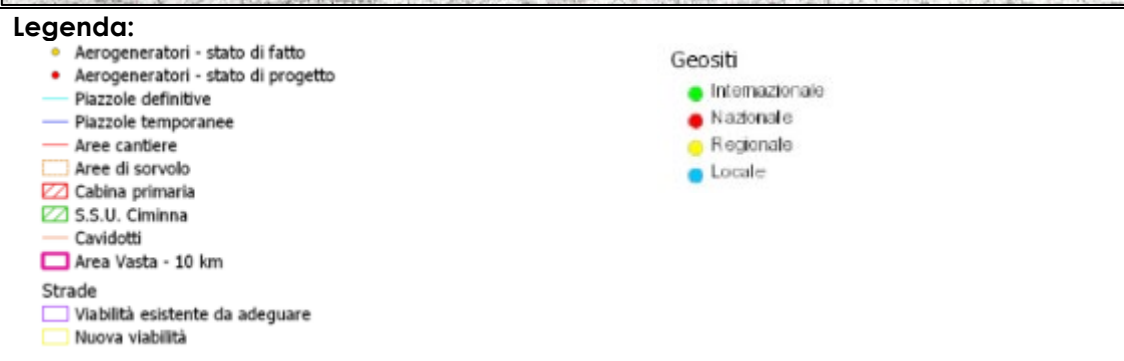 Legenda:
Aerogeneratori - stato di fatto
Aerogeneratori - stato di progetto
Piazzole definitive
Piazzole temporanee
Aree cantiere
Aree di sorvolo
Cabina primaria
S.S.U. Ciminna
Cavidotti
Area Vasta - 10 km
Strade
Viabilità esistente da adeguare
Nuova viabilità
Geositi
Internazionale
Nazionale
Regionale
Locale